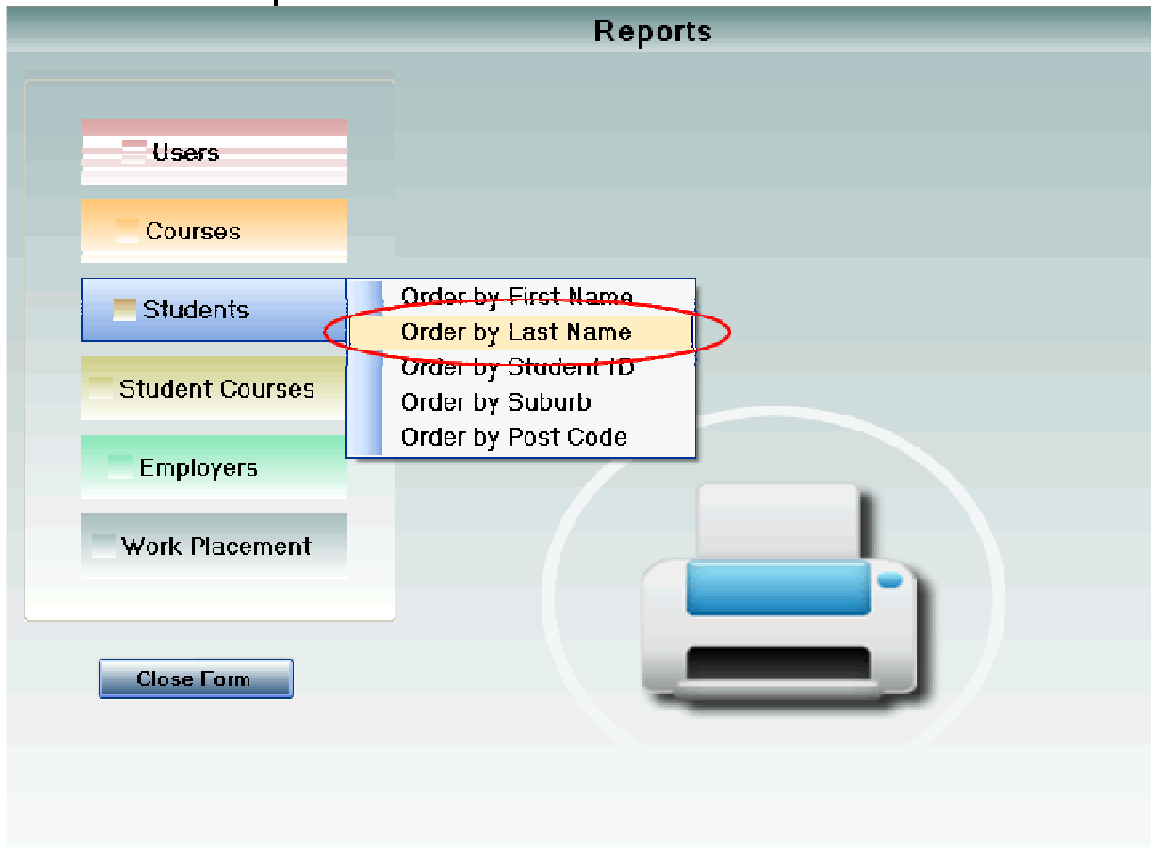 Reports
Users
Courses
Students
Order by First Name
Order by Last Name
Order by Student ID
Order by Suburb
Order by Post Code
Student Courses
Employers
Work Placement
Close Form